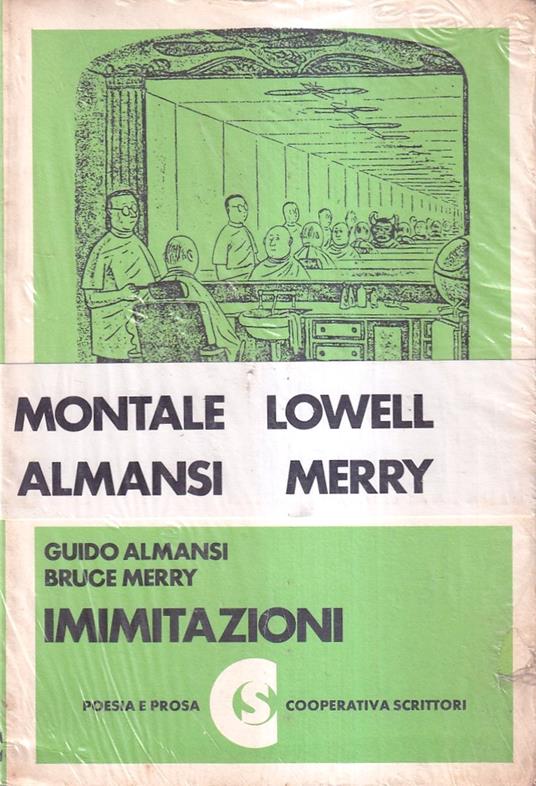 MONTALE LOWELL
ALMANSI MERRY
GUIDO ALMANSI
BRUCE MERRY
IMIMITAZIONI
POESIA E PROSA CS COOPERATIVA SCRITTORI